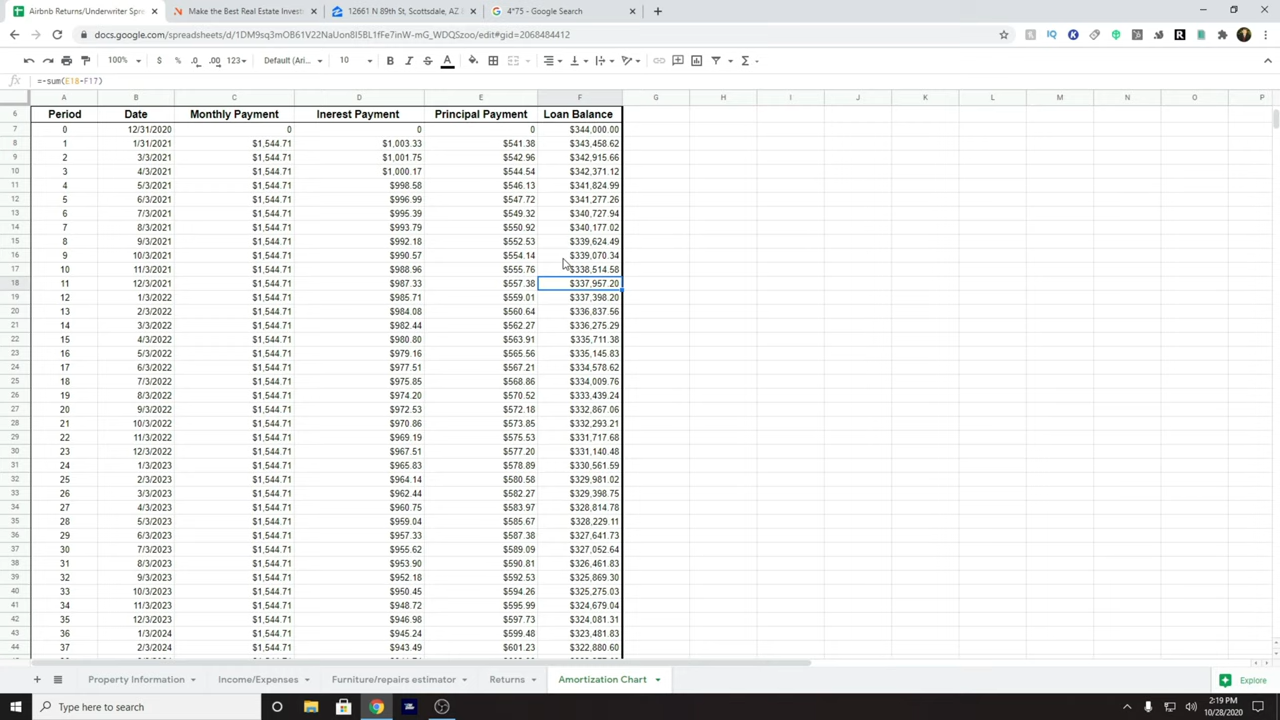 Airbnb Returns/Underwriter Spre
Make the Best Real Estate Invest
12661 N 89th St, Scottsdale, AZ
4*75 - Google Search
docs.google.com/spreadsheets/d/1DM9sq3mOB61V22NaUon8I5BL1fFe7inW-mG_WDQSzoo/edit#gid=2068484412
100% $ % .0 .00 123 Default (Ari... 10 B I S A
fx =-sum(E18-F17)
A B C D E F G H I J K L M N O P
6 Period Date Monthly Payment Inerest Payment Principal Payment Loan Balance
7 0 12/31/2020 0 0 0 $344,000.00
8 1 1/31/2021 $1,544.71 $1,003.33 $541.38 $343,458.62
9 2 3/3/2021 $1,544.71 $1,001.75 $542.96 $342,915.66
10 3 4/3/2021 $1,544.71 $1,000.17 $544.54 $342,371.12
11 4 5/3/2021 $1,544.71 $998.58 $546.13 $341,824.99
12 5 6/3/2021 $1,544.71 $996.99 $547.72 $341,277.26
13 6 7/3/2021 $1,544.71 $995.39 $549.32 $340,727.94
14 7 8/3/2021 $1,544.71 $993.79 $550.92 $340,177.02
15 8 9/3/2021 $1,544.71 $992.18 $552.53 $339,624.49
16 9 10/3/2021 $1,544.71 $990.57 $554.14 $339,070.34
17 10 11/3/2021 $1,544.71 $988.96 $555.76 $338,514.58
18 11 12/3/2021 $1,544.71 $987.33 $557.38 $337,957.20
19 12 1/3/2022 $1,544.71 $985.71 $559.01 $337,398.20
20 13 2/3/2022 $1,544.71 $984.08 $560.64 $336,837.56
21 14 3/3/2022 $1,544.71 $982.44 $562.27 $336,275.29
22 15 4/3/2022 $1,544.71 $980.80 $563.91 $335,711.38
23 16 5/3/2022 $1,544.71 $979.16 $565.56 $335,145.83
24 17 6/3/2022 $1,544.71 $977.51 $567.21 $334,578.62
25 18 7/3/2022 $1,544.71 $975.85 $568.86 $334,009.76
26 19 8/3/2022 $1,544.71 $974.20 $570.52 $333,439.24
27 20 9/3/2022 $1,544.71 $972.53 $572.18 $332,867.06
28 21 10/3/2022 $1,544.71 $970.86 $573.85 $332,293.21
29 22 11/3/2022 $1,544.71 $969.19 $575.53 $331,717.68
30 23 12/3/2022 $1,544.71 $967.51 $577.20 $331,140.48
31 24 1/3/2023 $1,544.71 $965.83 $578.89 $330,561.59
32 25 2/3/2023 $1,544.71 $964.14 $580.58 $329,981.02
33 26 3/3/2023 $1,544.71 $962.44 $582.27 $329,398.75
34 27 4/3/2023 $1,544.71 $960.75 $583.97 $328,814.78
35 28 5/3/2023 $1,544.71 $959.04 $585.67 $328,229.11
36 29 6/3/2023 $1,544.71 $957.33 $587.38 $327,641.73
37 30 7/3/2023 $1,544.71 $955.62 $589.09 $327,052.64
38 31 8/3/2023 $1,544.71 $953.90 $590.81 $326,461.83
39 32 9/3/2023 $1,544.71 $952.18 $592.53 $325,869.30
40 33 10/3/2023 $1,544.71 $950.45 $594.26 $325,275.03
41 34 11/3/2023 $1,544.71 $948.72 $595.99 $324,679.04
42 35 12/3/2023 $1,544.71 $946.98 $597.73 $324,081.31
43 36 1/3/2024 $1,544.71 $945.24 $599.48 $323,481.83
44 37 2/3/2024 $1,544.71 $943.49 $601.23 $322,880.60
Property Information Income/Expenses Furniture/repairs estimator Returns Amortization Chart Explore
Type here to search
2:19 PM
10/28/2020